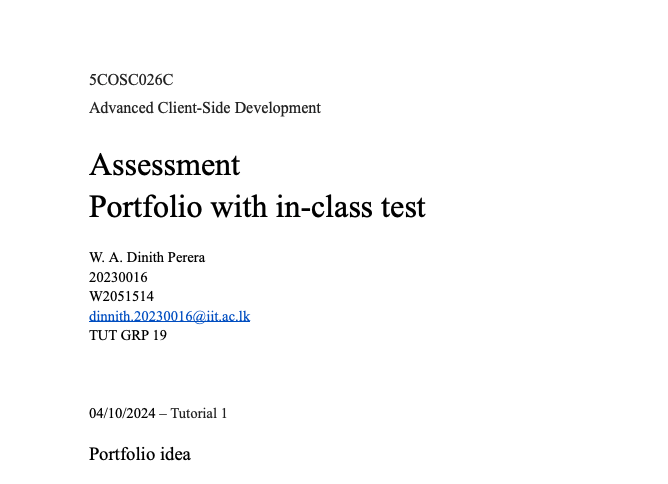 5COSC026C
Advanced Client-Side Development
Assessment
Portfolio with in-class test
W. A. Dinith Perera
20230016
W2051514
dinnith.20230016@iit.ac.lk
TUT GRP 19
04/10/2024 – Tutorial 1
Portfolio idea